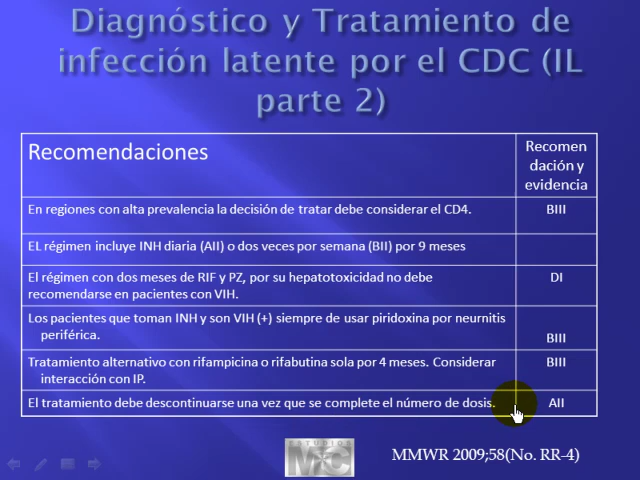 Diagnóstico y Tratamiento de
infección latente por el CDC (IL
parte 2)
Recomendaciones
Recomen
dación y
evidencia
En regiones con alta prevalencia la decisión de tratar debe considerar el CD4.
BIII
EL régimen incluye INH diaria (AII) o dos veces por semana (BII) por 9 meses
El régimen con dos meses de RIF y PZ, por su hepatotoxicidad no debe
recomendarse en pacientes con VIH.
DI
Los pacientes que toman INH y son VIH (+) siempre de usar piridoxina por neurnitis
periférica.
BIII
Tratamiento alternativo con rifampicina o rifabutina sola por 4 meses. Considerar
interacción con IP.
BIII
El tratamiento debe descontinuarse una vez que se complete el número de dosis.
AII
ESTUDIOS
MC
MMWR 2009;58(No. RR-4)